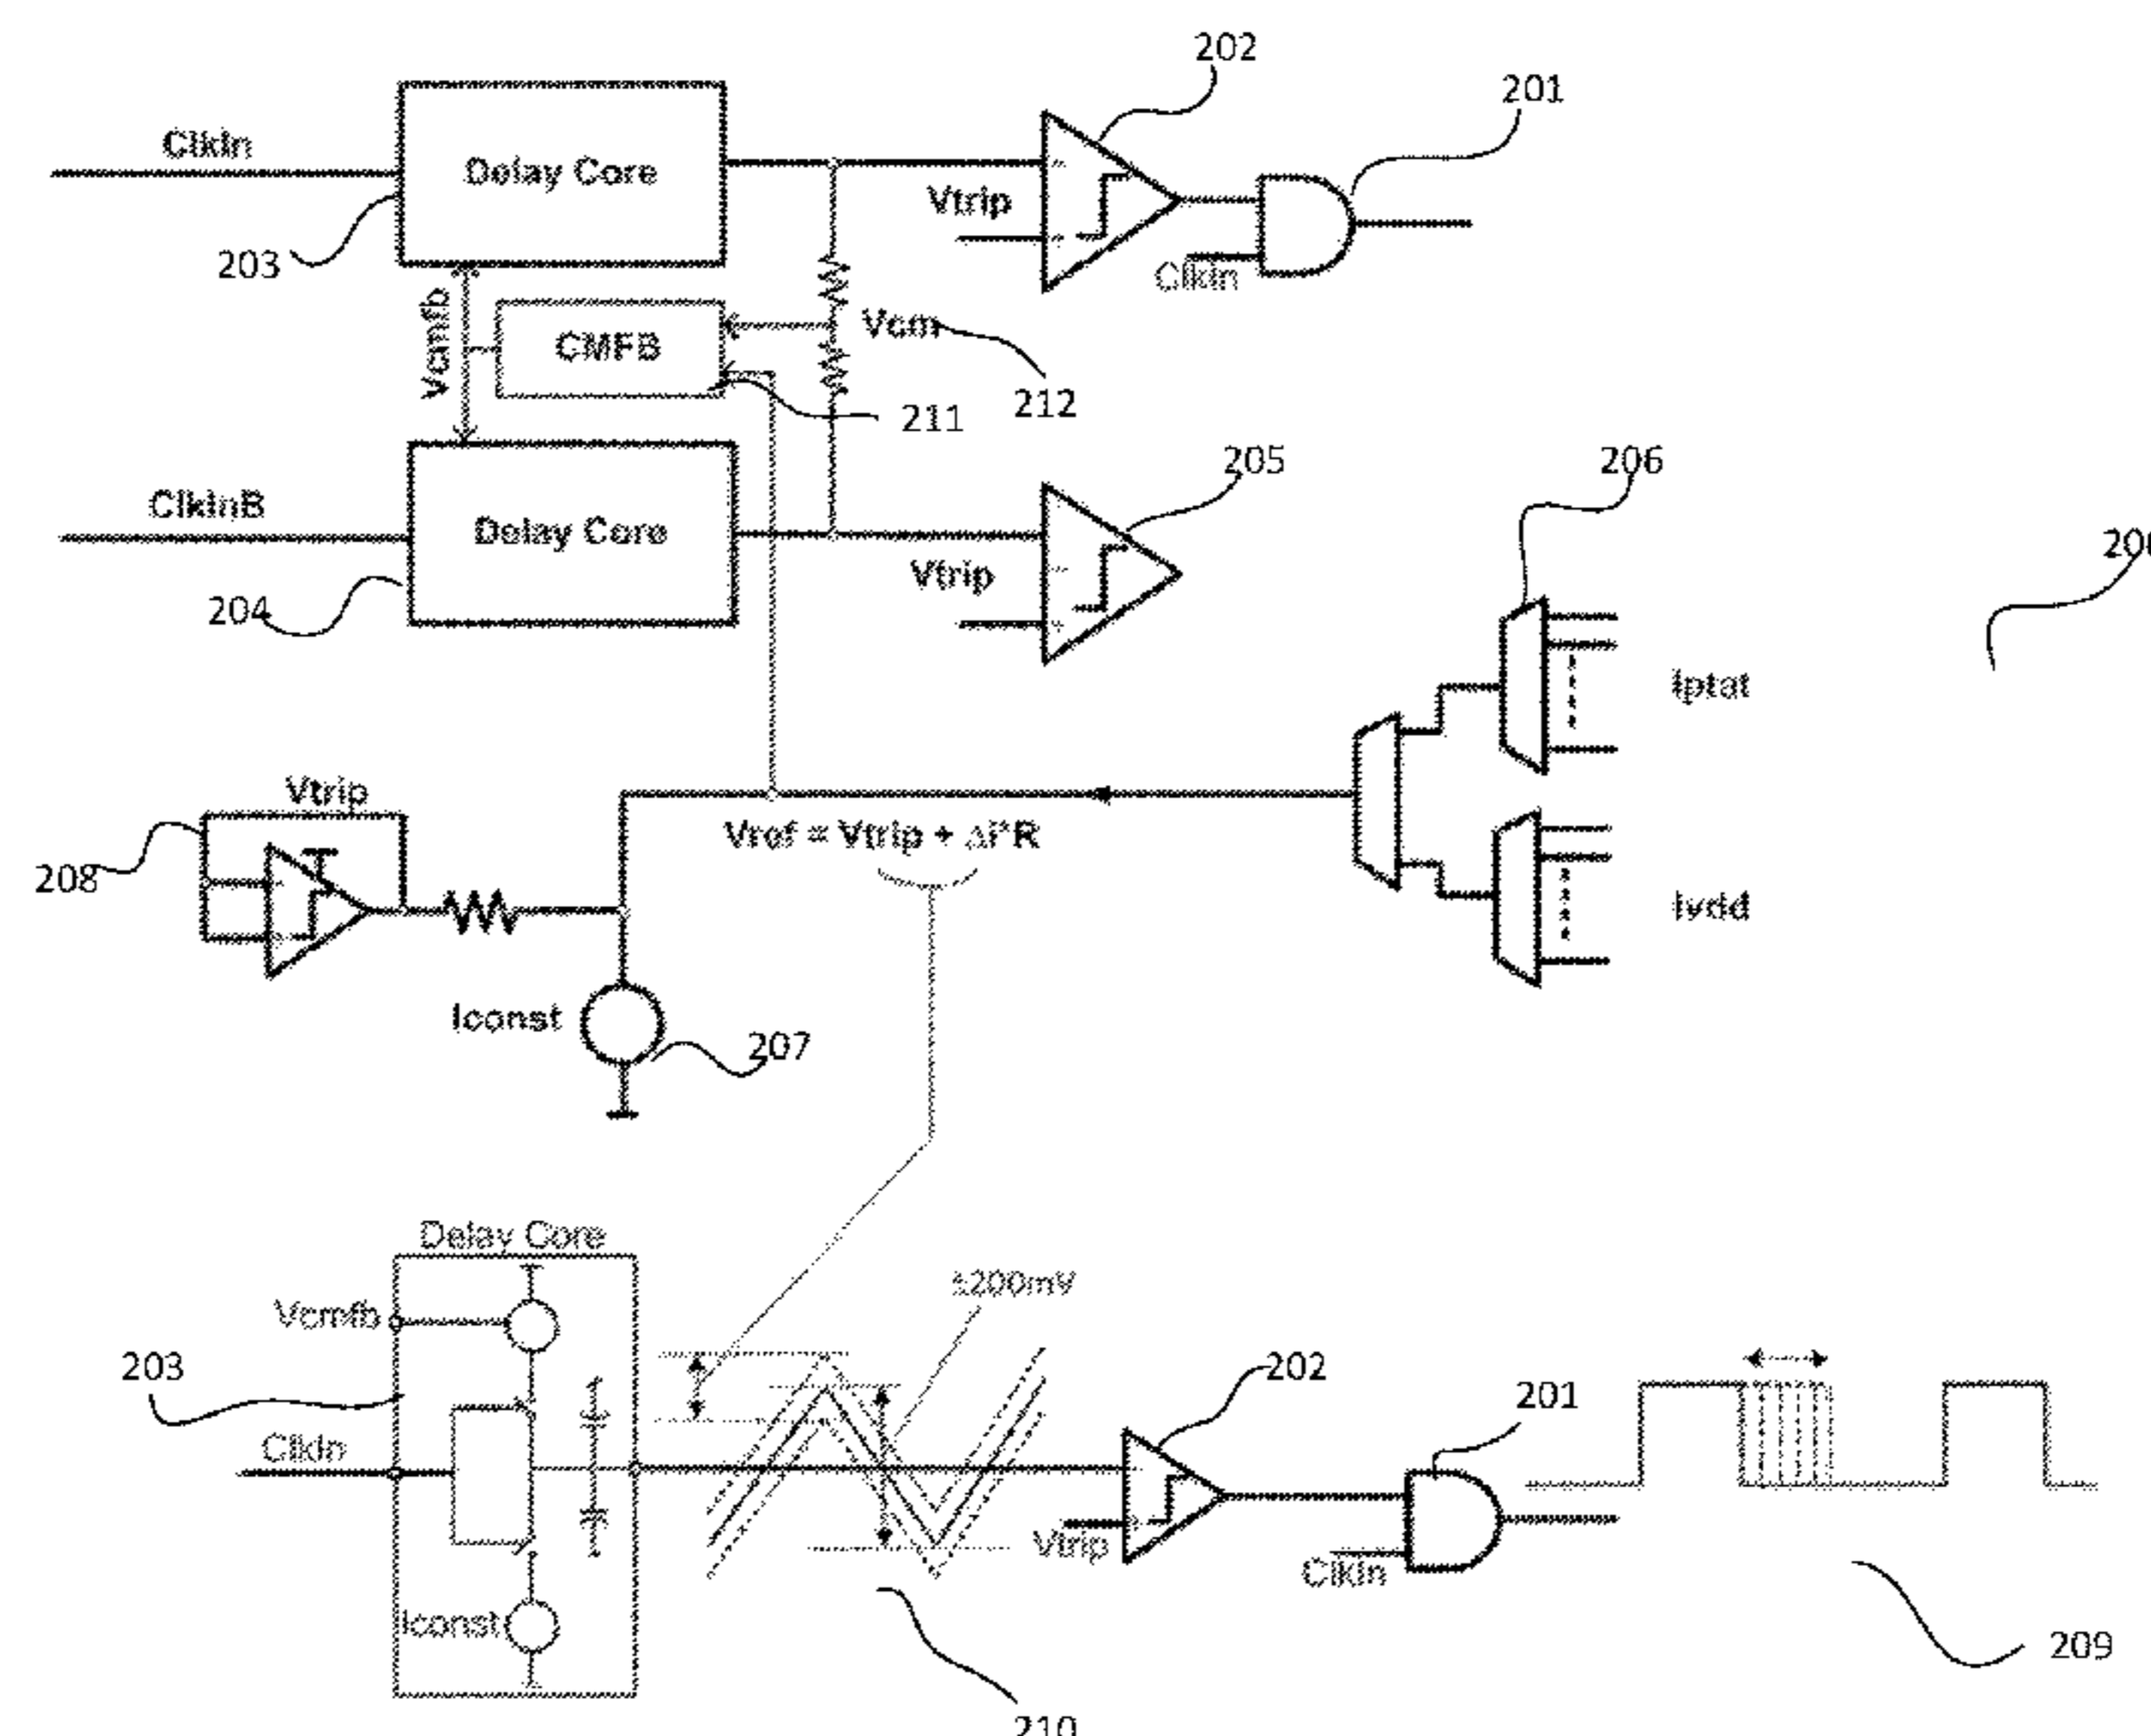 202
201
ClkIn
Delay Core
Vtrip
203
ClkIn
Vcmfb
CMFB
Vcm
212
211
205
206
ClkInB
Delay Core
Vtrip
204
Iptat
Vtrip
Vref = Vtrip + Δi*R
208
Ivdd
Iconst
207
Delay Core
±200mV
Vcmfb
203
202
201
ClkIn
Vtrip
ClkIn
Iconst
209
210